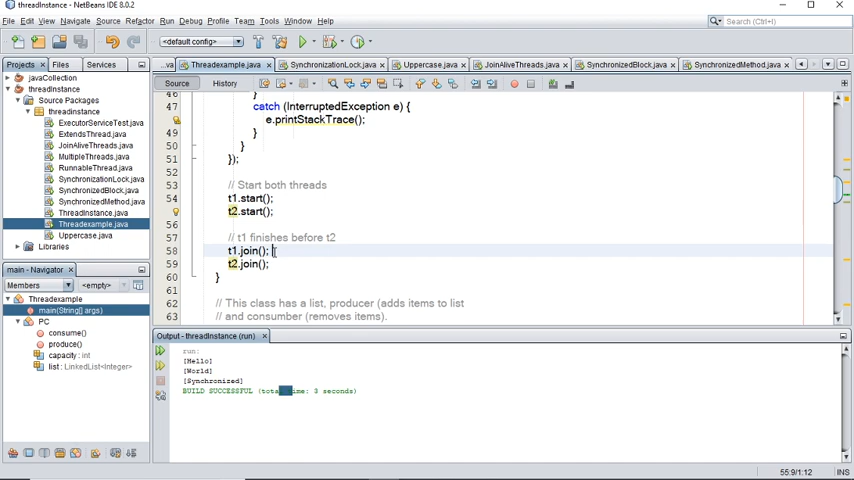 threadInstance - NetBeans IDE 8.0.2
File Edit View Navigate Source Refactor Run Debug Profile Team Tools Window Help
Search (Ctrl+I)
<default config>
Projects Files Services
...va Threadexample.java SynchronizationLock.java Uppercase.java JoinAliveThreads.java SynchronizedBlock.java SynchronizedMethod.java
Source History
javaCollection
threadInstance
Source Packages
threadInstance
ExecutorServiceTest.java
ExtendsThread.java
JoinAliveThreads.java
MultipleThreads.java
RunnableThread.java
SynchronizationLock.java
SynchronizedBlock.java
SynchronizedMethod.java
ThreadInstance.java
Threadexample.java
Uppercase.java
Libraries
46 }
47 catch (InterruptedException e) {
e.printStackTrace();
49 }
50 }
51 });
52
53 // Start both threads
54 t1.start();
t2.start();
56
57 // t1 finishes before t2
58 t1.join();
59 t2.join();
60 }
61
62 // This class has a list, producer (adds items to list
63 // and consumber (removes items).
main - Navigator
Members <empty>
Threadexample
main(String[] args)
PC
consume()
produce()
capacity : int
list : LinkedList<Integer>
Output - threadInstance (run)
run:
[Hello]
[World]
[Synchronized]
BUILD SUCCESSFUL (total time: 3 seconds)
55:9/1:12 INS